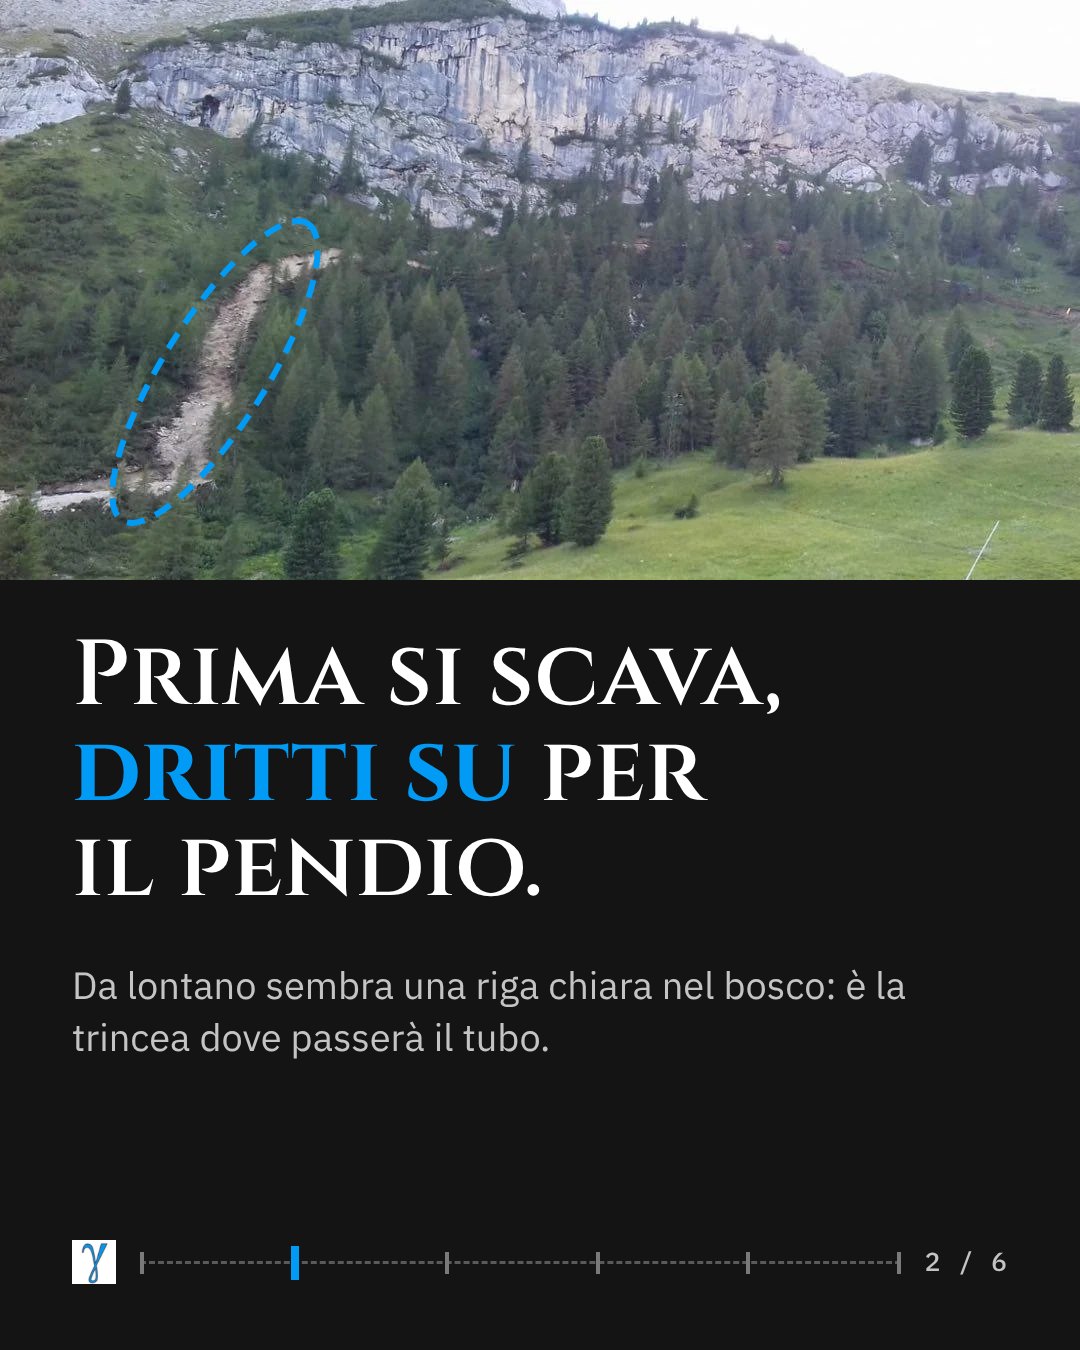 Prima si scava,
dritti su per
il pendio.
Da lontano sembra una riga chiara nel bosco: è la
trincea dove passerà il tubo.
γ
2 / 6